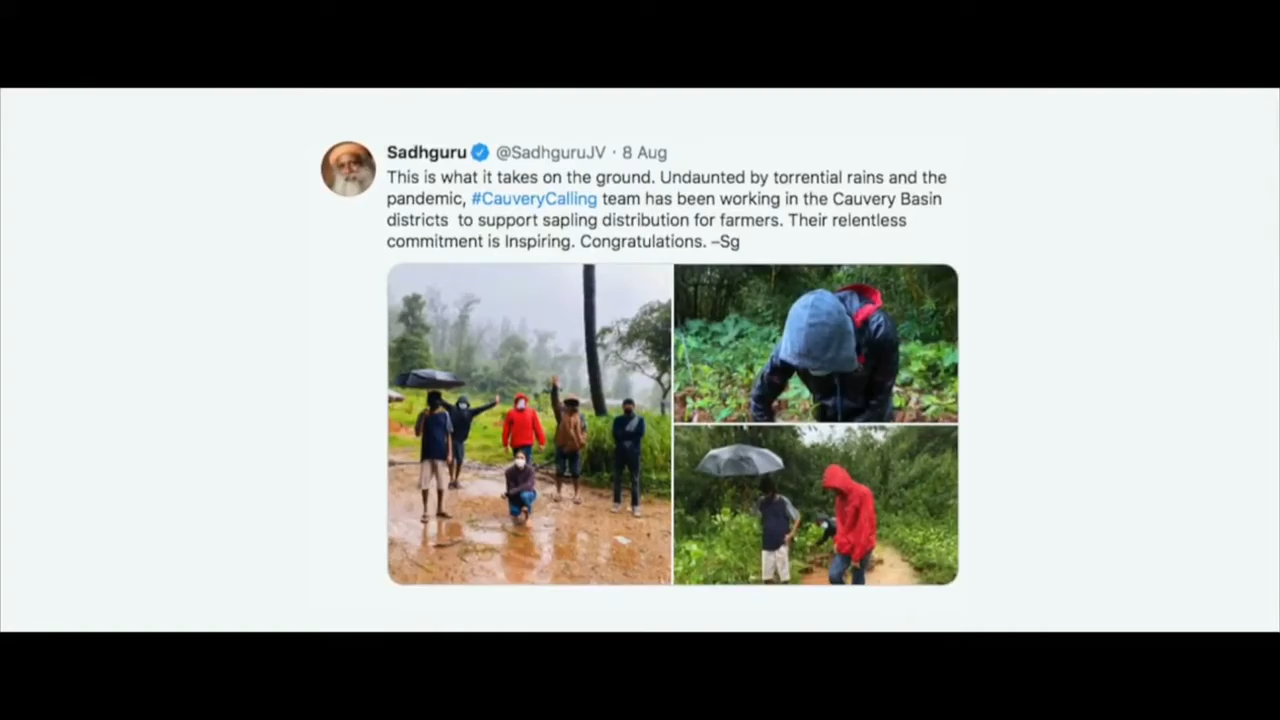 Sadhguru @SadhguruJV · 8 Aug
This is what it takes on the ground. Undaunted by torrential rains and the
pandemic, #CauveryCalling team has been working in the Cauvery Basin
districts  to support sapling distribution for farmers. Their relentless
commitment is Inspiring. Congratulations. –Sg